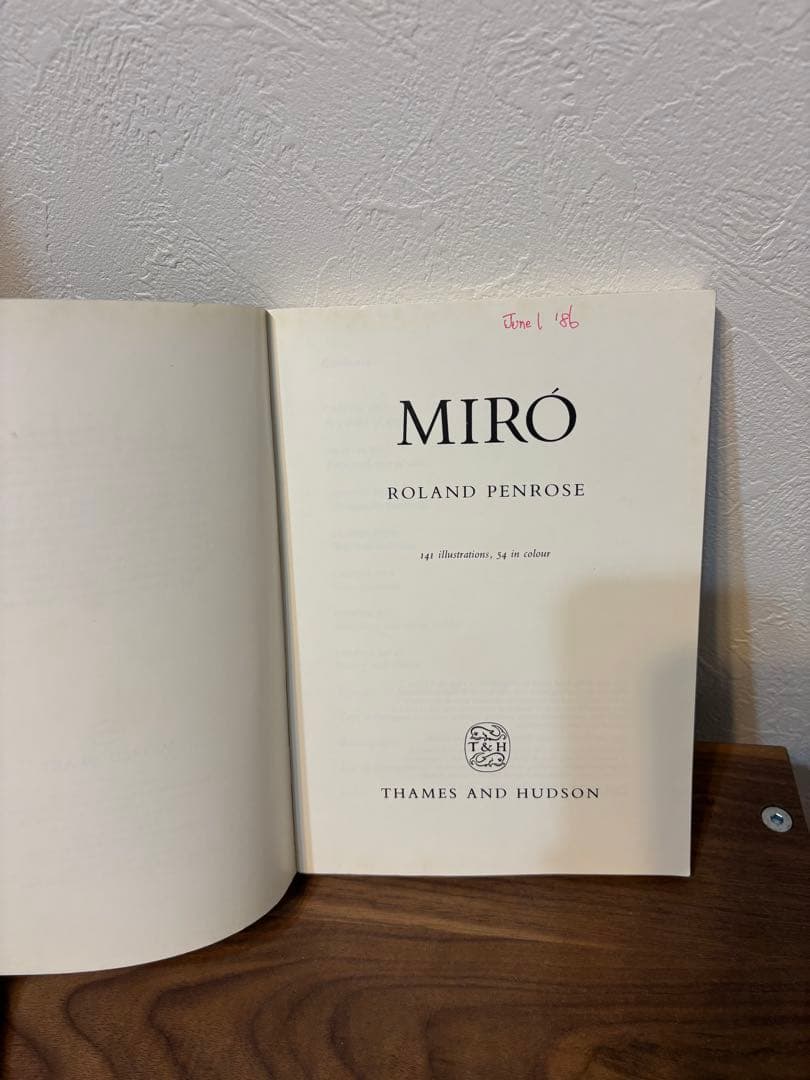 June 1 '86
MIRÓ
ROLAND PENROSE
141 illustrations, 54 in colour
T&H
THAMES AND HUDSON